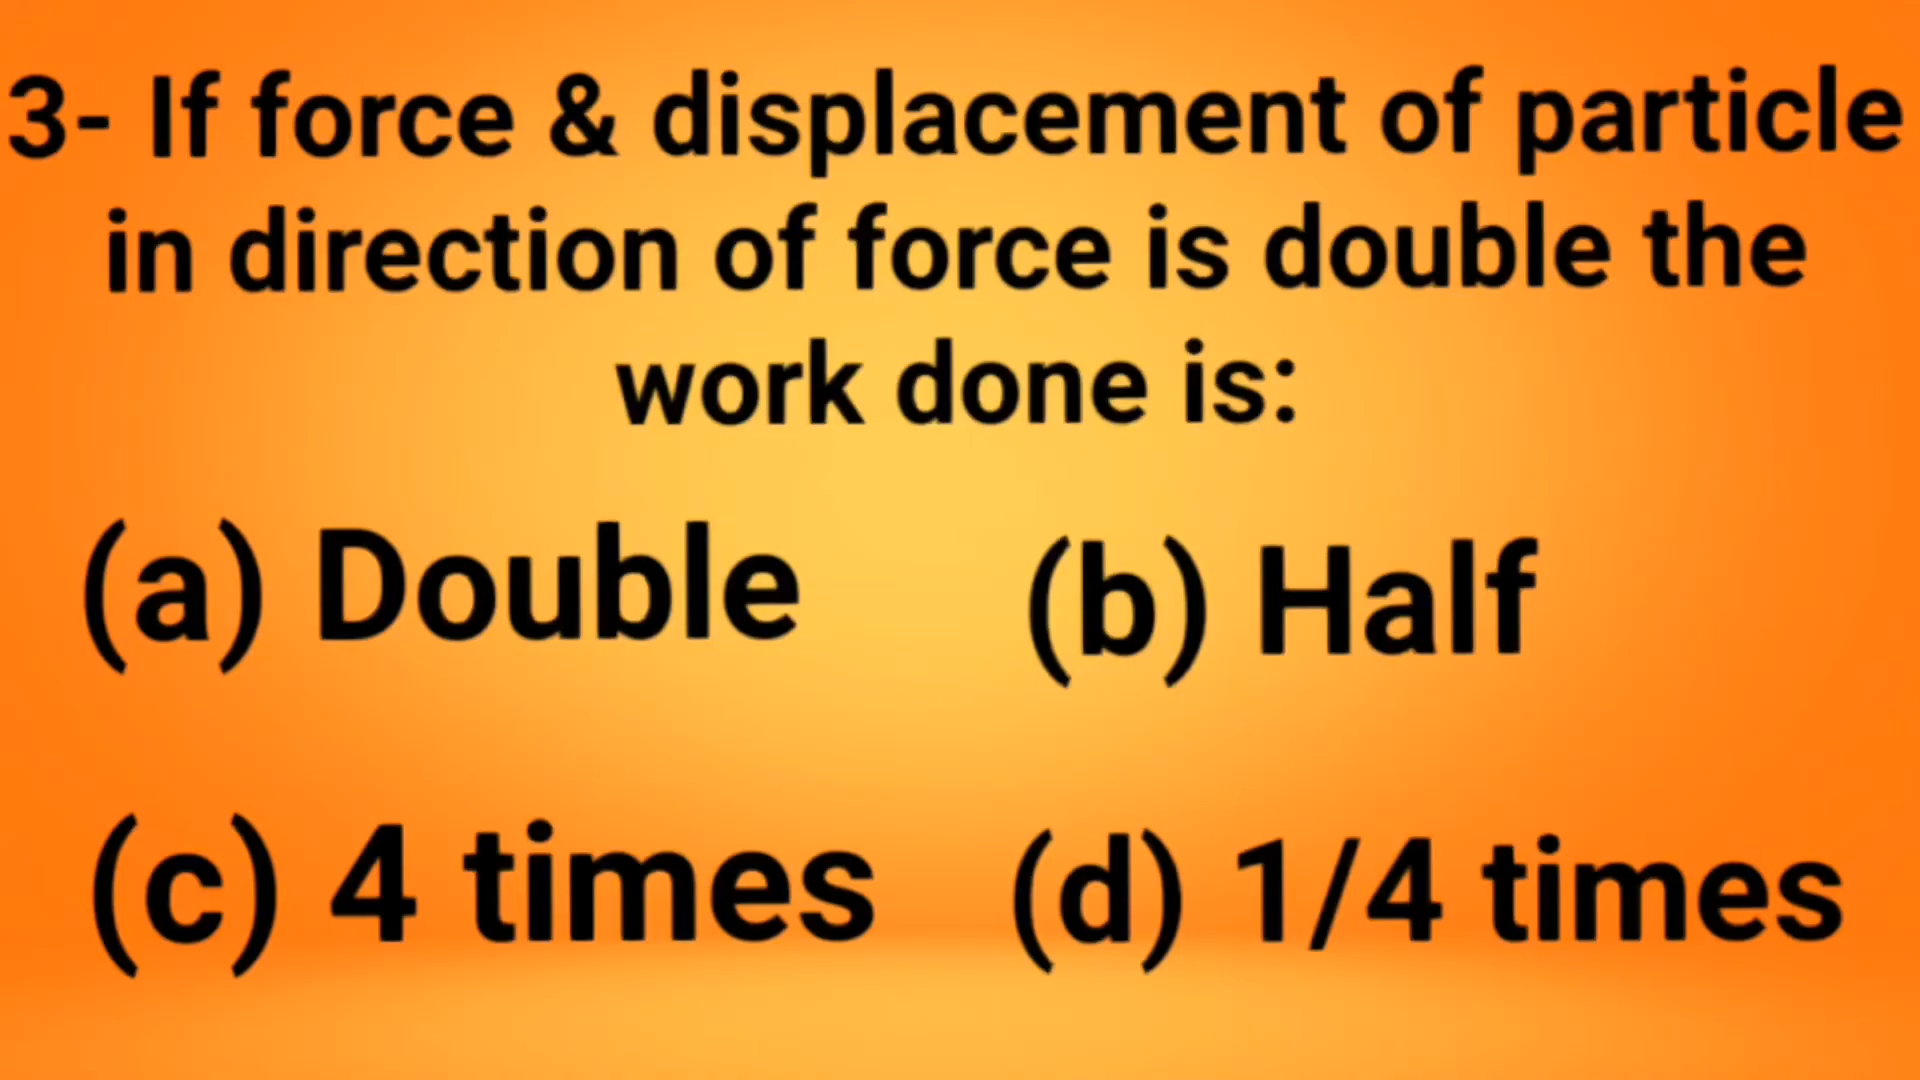 3- If force & displacement of particle
in direction of force is double the
work done is:
(a) Double (b) Half
(c) 4 times (d) 1/4 times